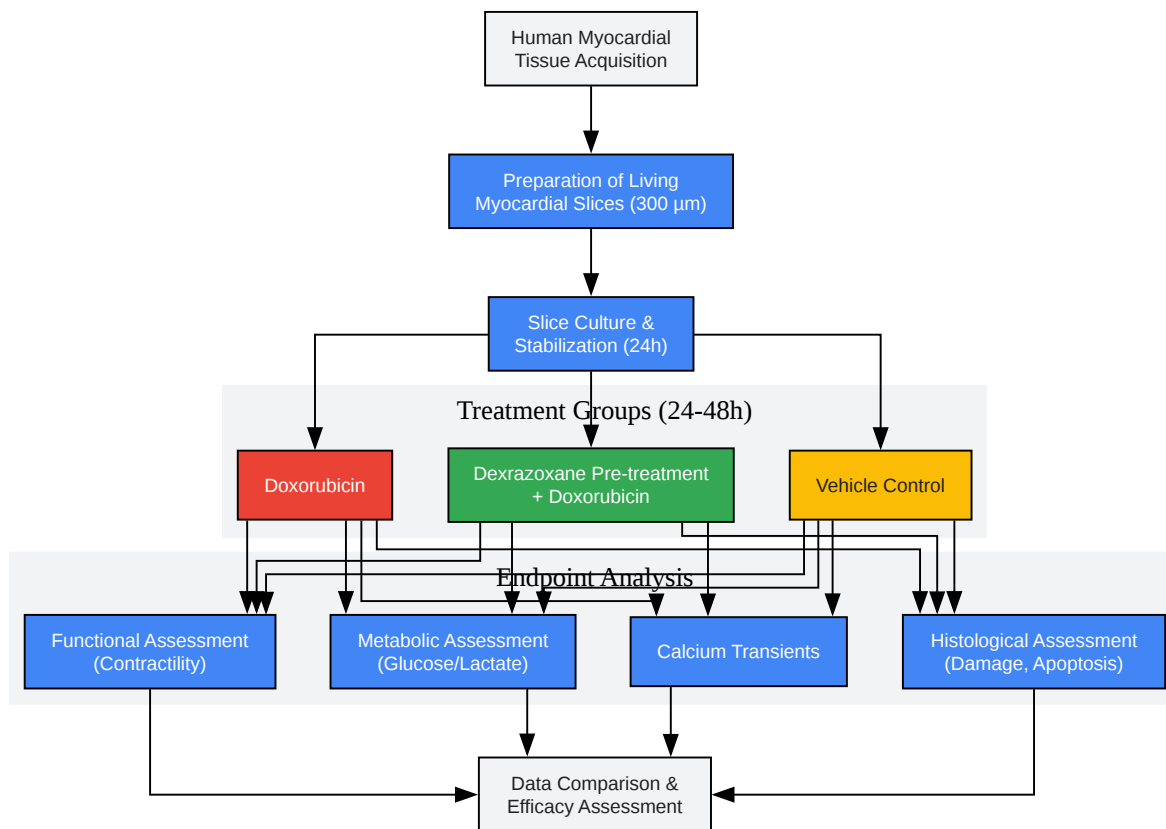 Human Myocardial
Tissue Acquisition
Preparation of Living
Myocardial Slices (300 µm)
Slice Culture &
Stabilization (24h)
Treatment Groups (24-48h)
Doxorubicin
Dexrazoxane Pre-treatment
+ Doxorubicin
Vehicle Control
Endpoint Analysis
Functional Assessment
(Contractility)
Metabolic Assessment
(Glucose/Lactate)
Calcium Transients
Histological Assessment
(Damage, Apoptosis)
Data Comparison &
Efficacy Assessment